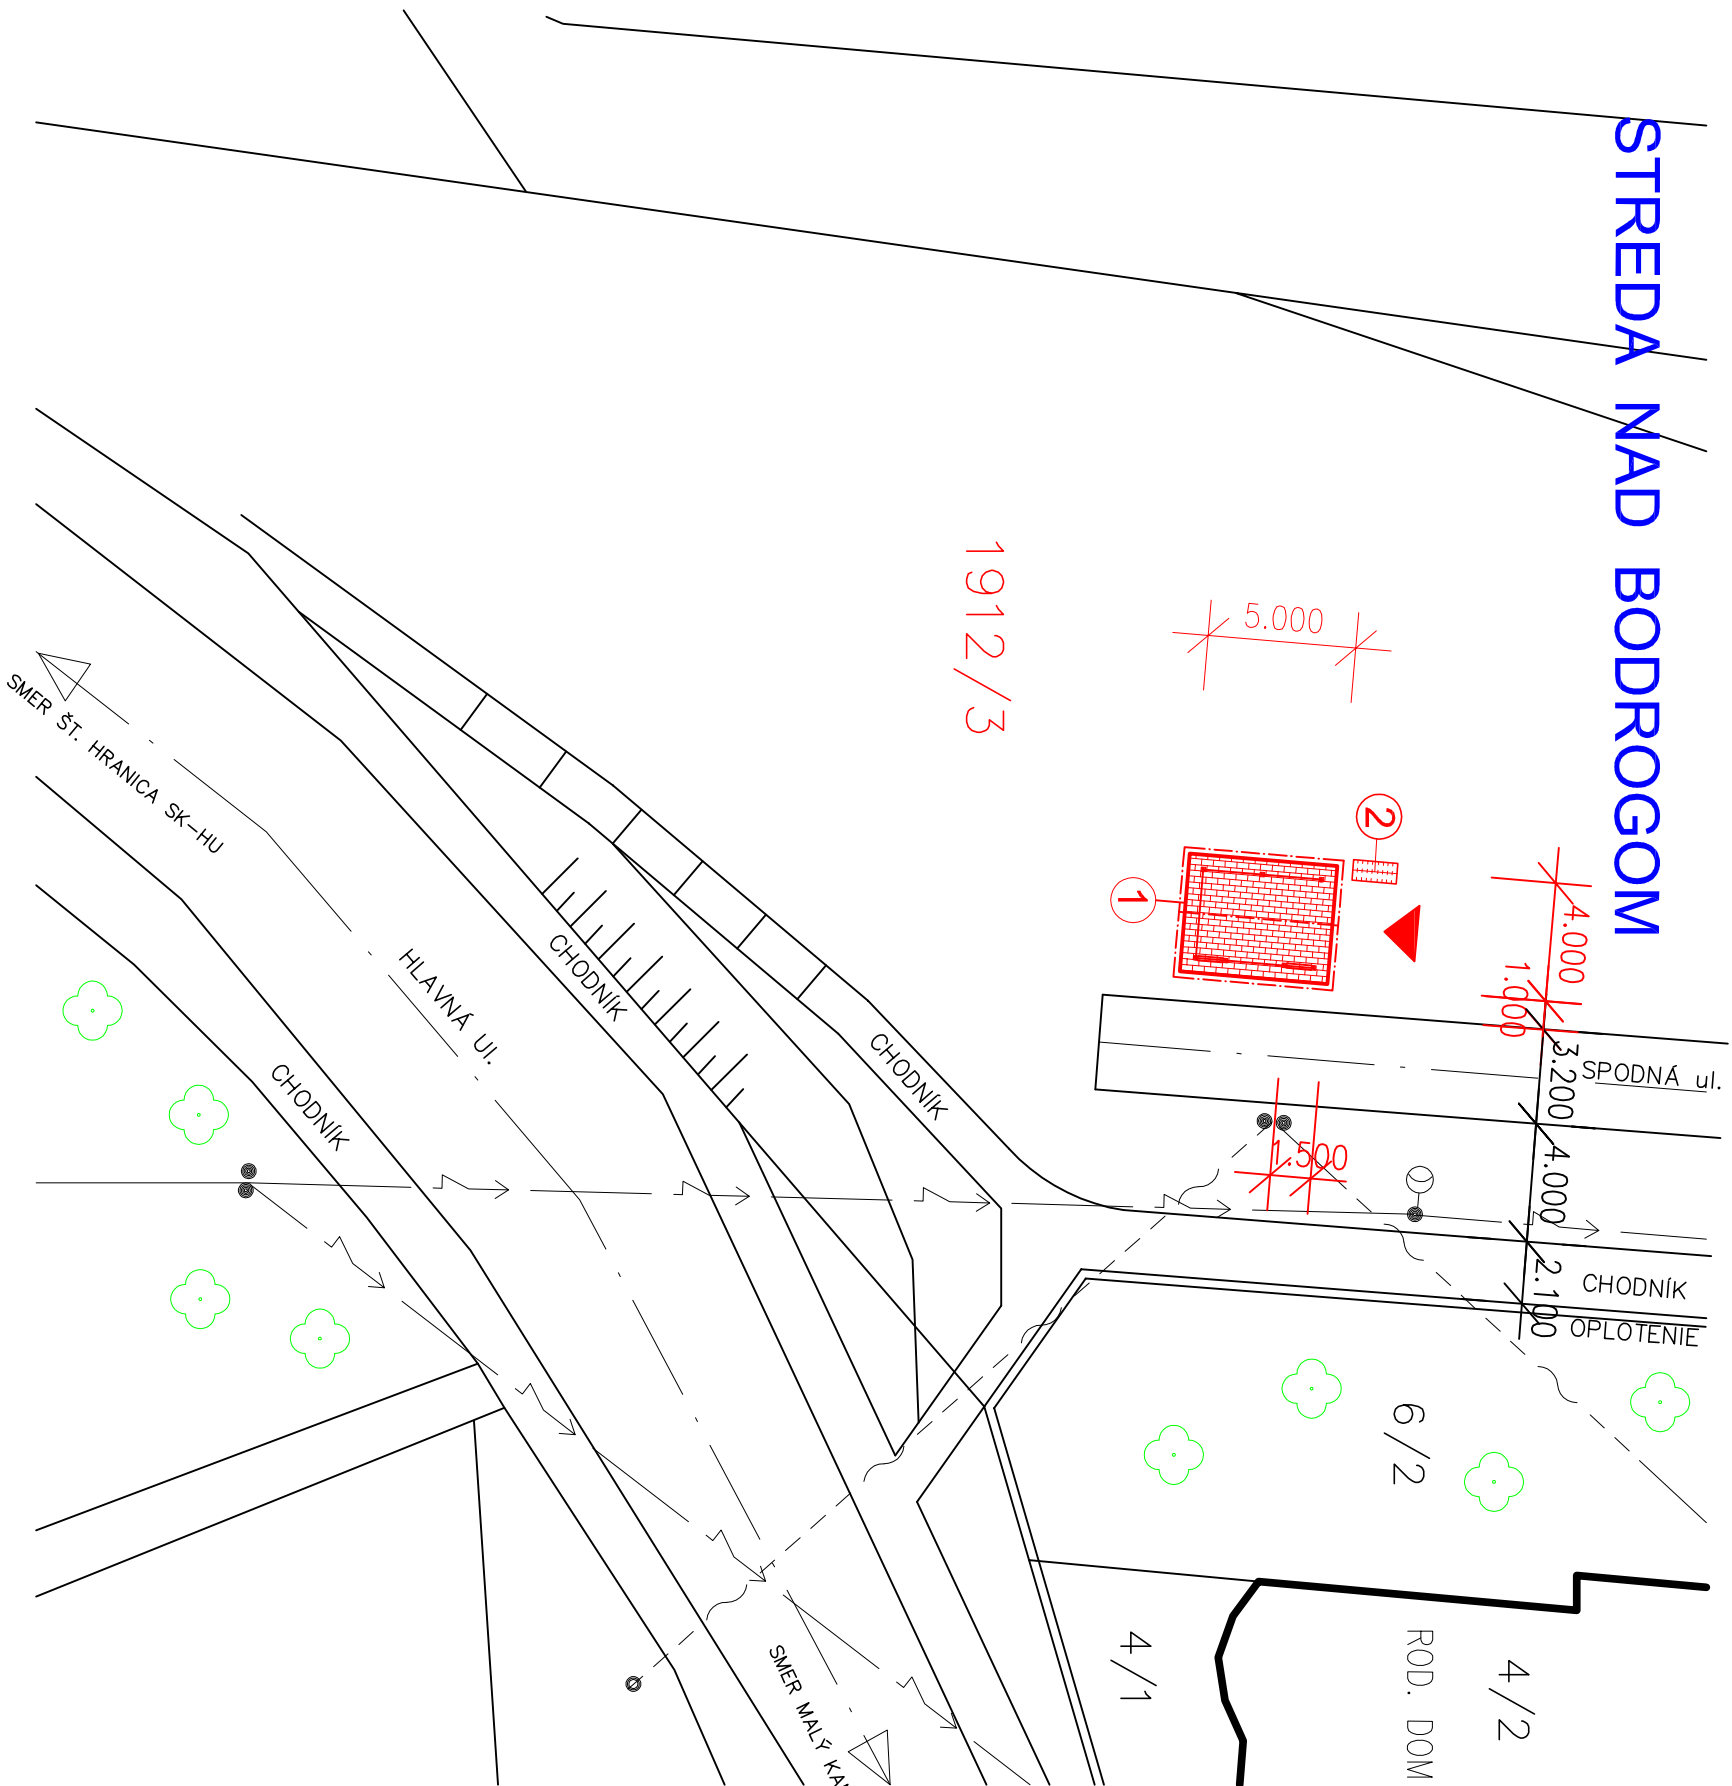 STREDA NAD BODROGOM
1912/3
5.000
2
1
4.000
1.000
3.200
SPODNÁ ul.
1.500
4.000
2.100
CHODNÍK
OPLOTENIE
SMER ŠT. HRANICA SK-HU
HLAVNÁ Ul.
CHODNÍK
CHODNÍK
CHODNÍK
6/2
4/1
4/2
ROD. DOM
SMER MALÝ